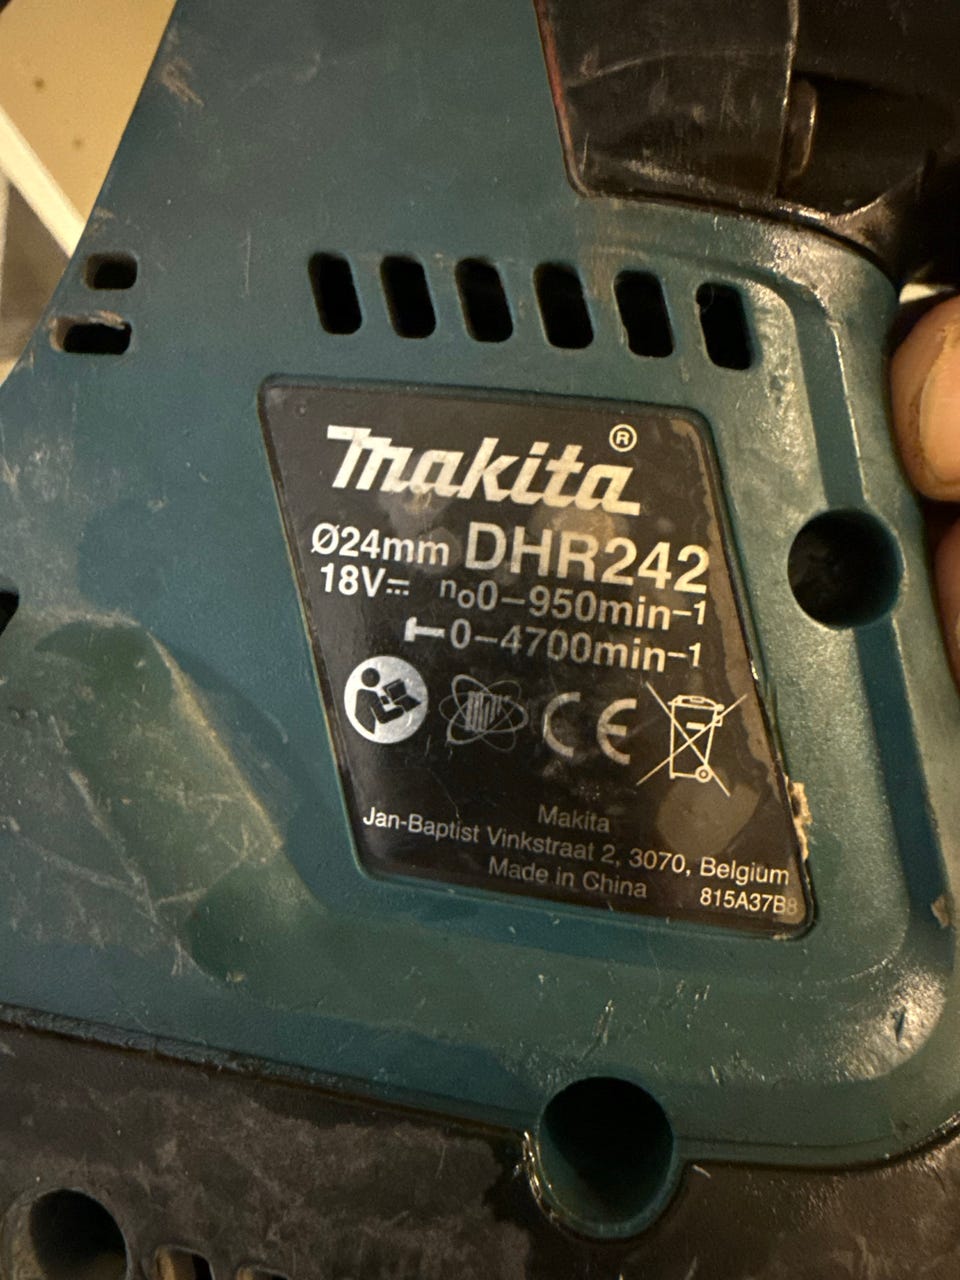 Makita®
Ø24mm DHR242
18V⎓ n₀0–950min–1
0–4700min–1
CE
Makita
Jan-Baptist Vinkstraat 2, 3070, Belgium
Made in China
815A37B8